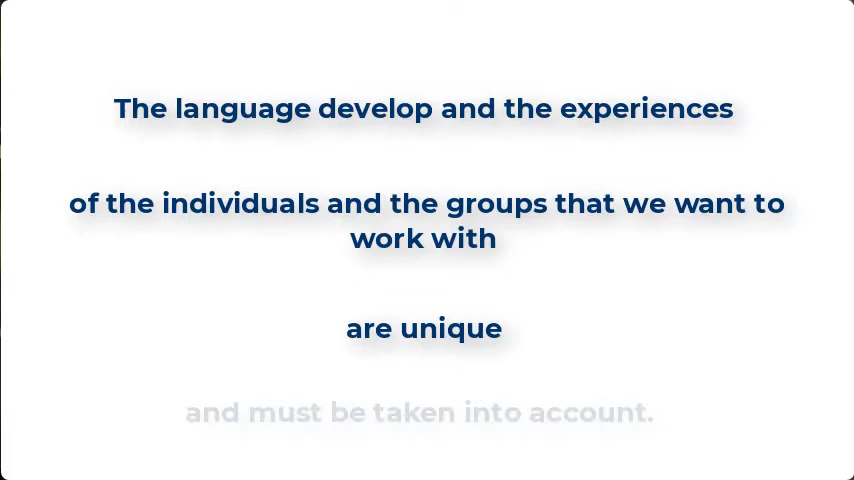 The language develop and the experiences
of the individuals and the groups that we want to
work with
are unique
and must be taken into account.